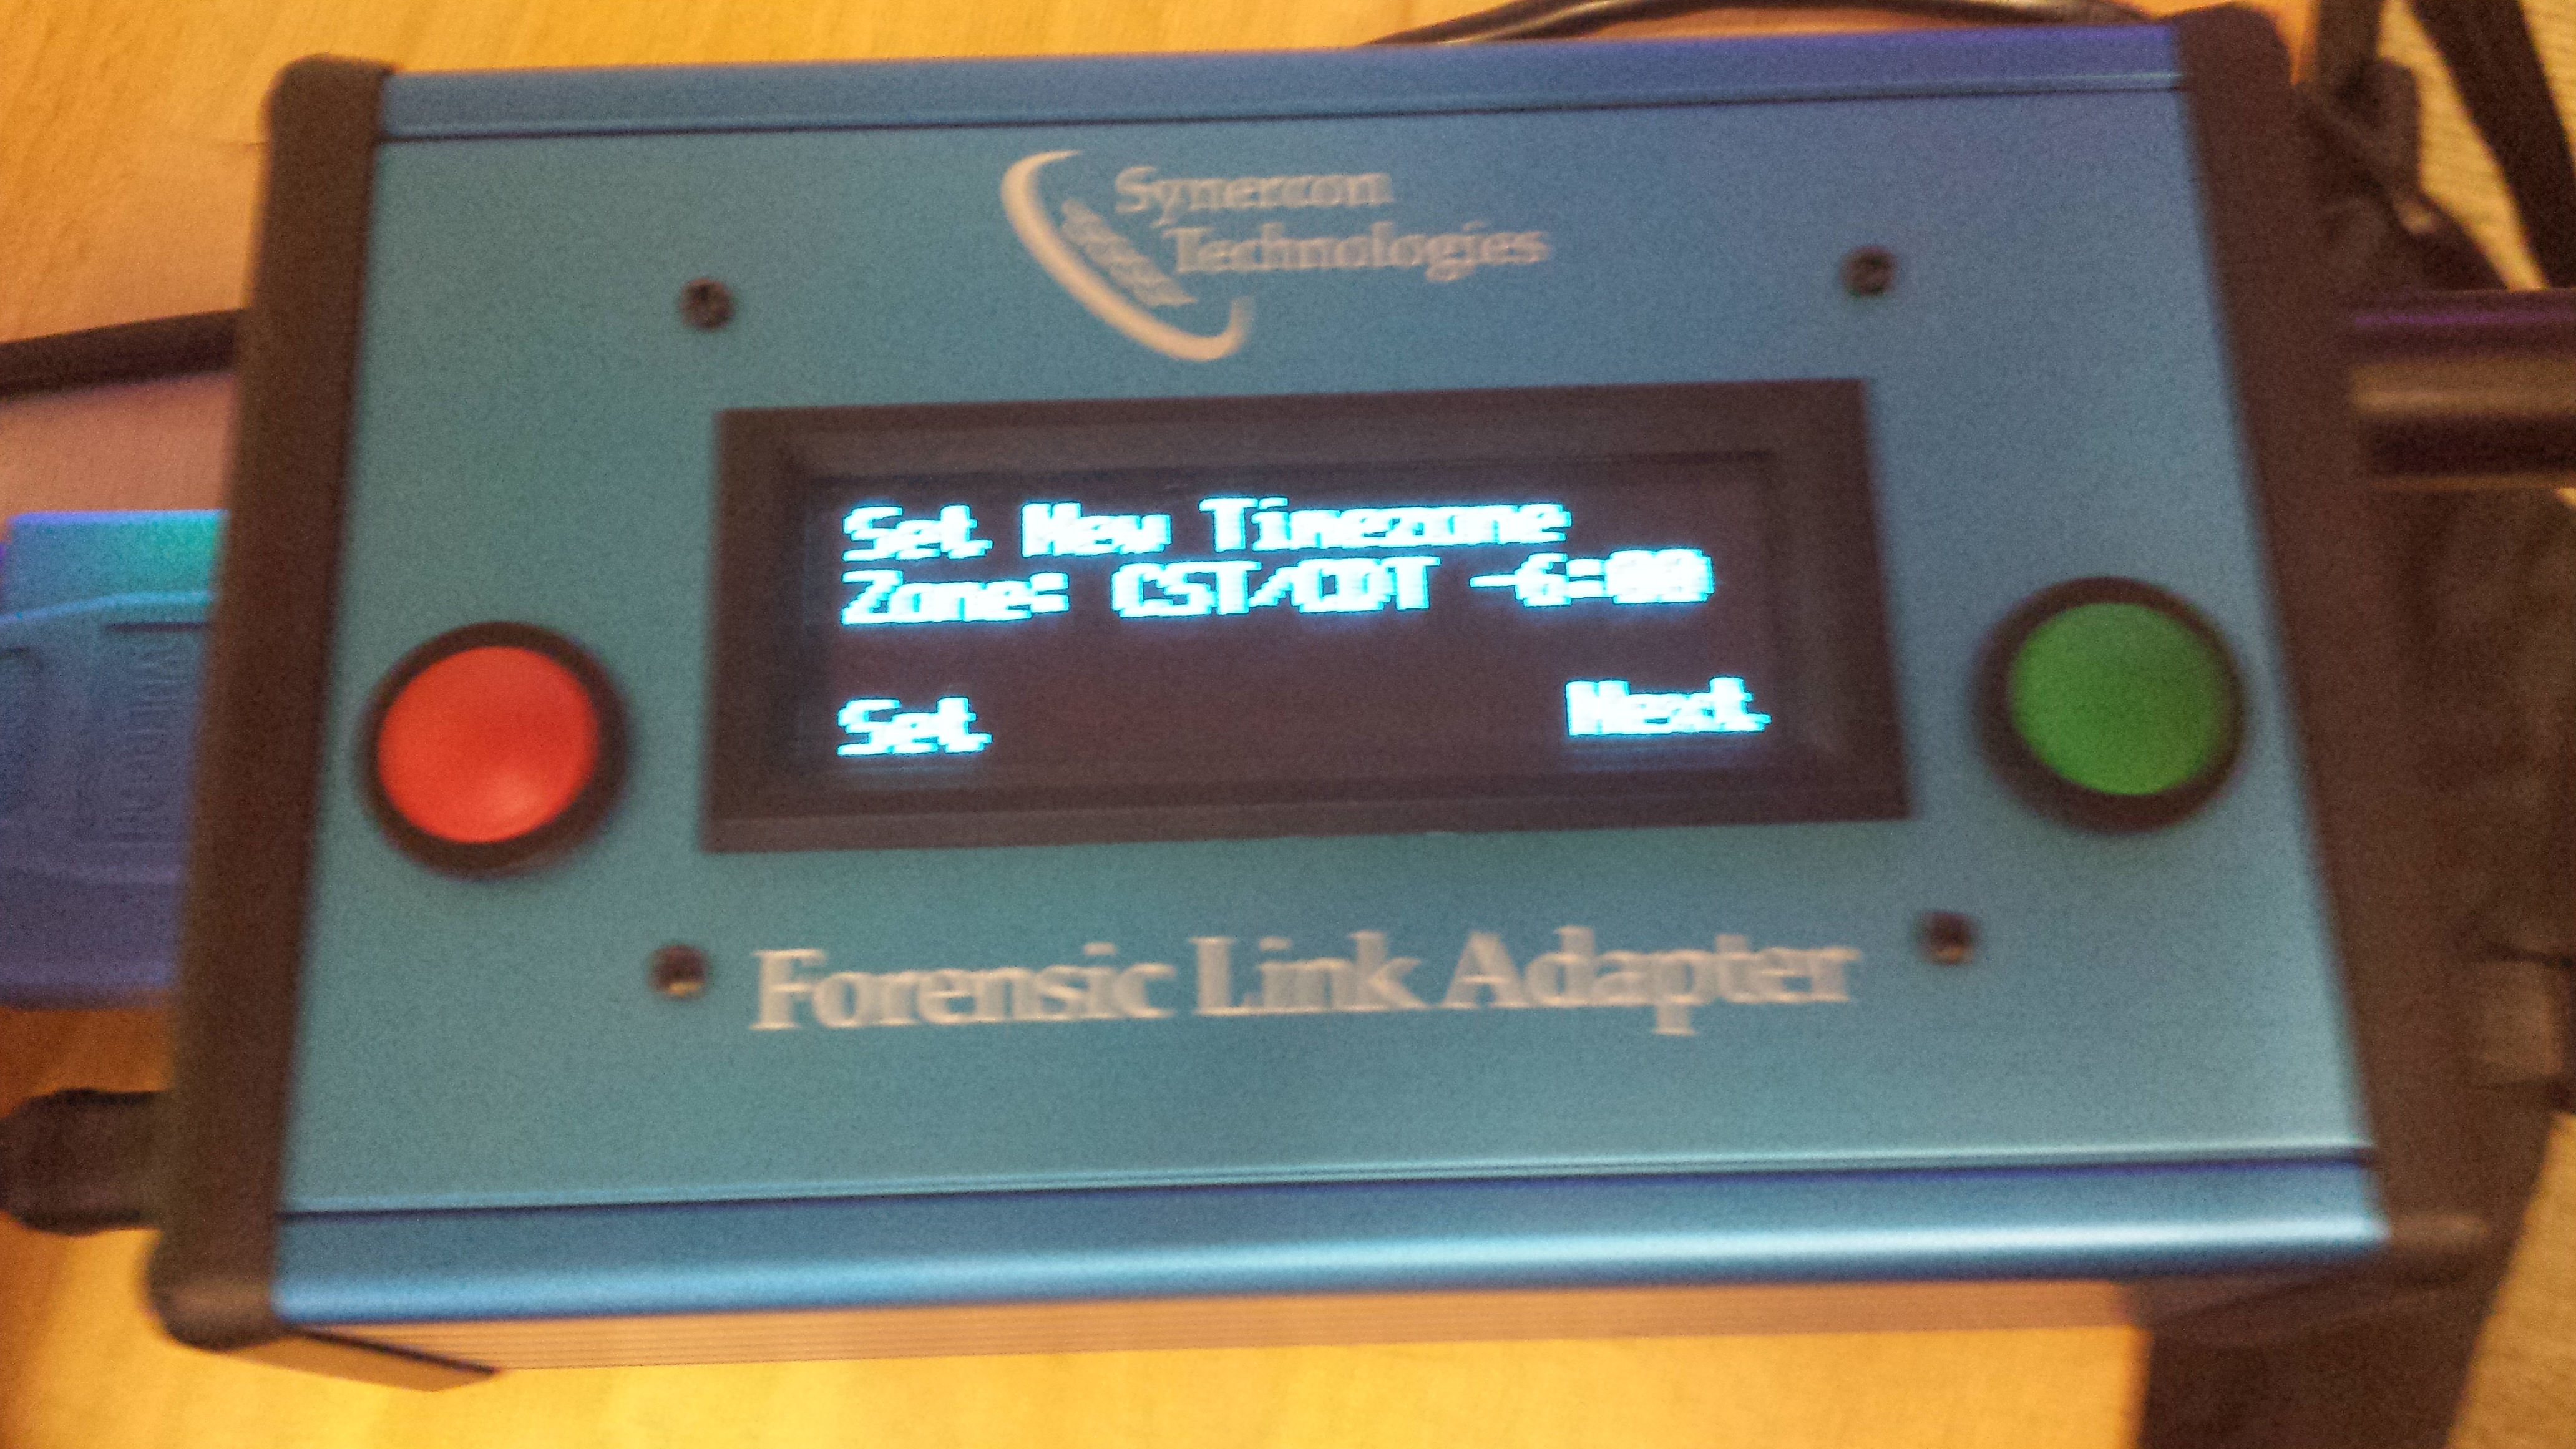 Synercon
Technologies
Set New Timezone
Zone: CST/CDT -6:00
Set Next
Forensic Link Adapter